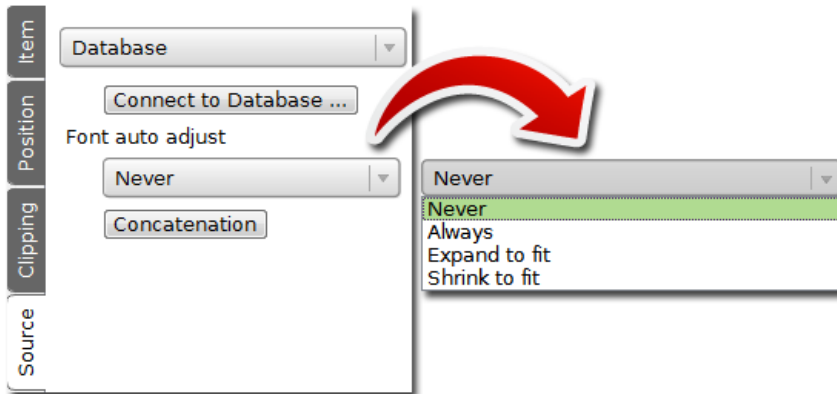 Item
Position
Clipping
Source
Database
Connect to Database ...
Font auto adjust
Never
Concatenation
Never
Never
Always
Expand to fit
Shrink to fit